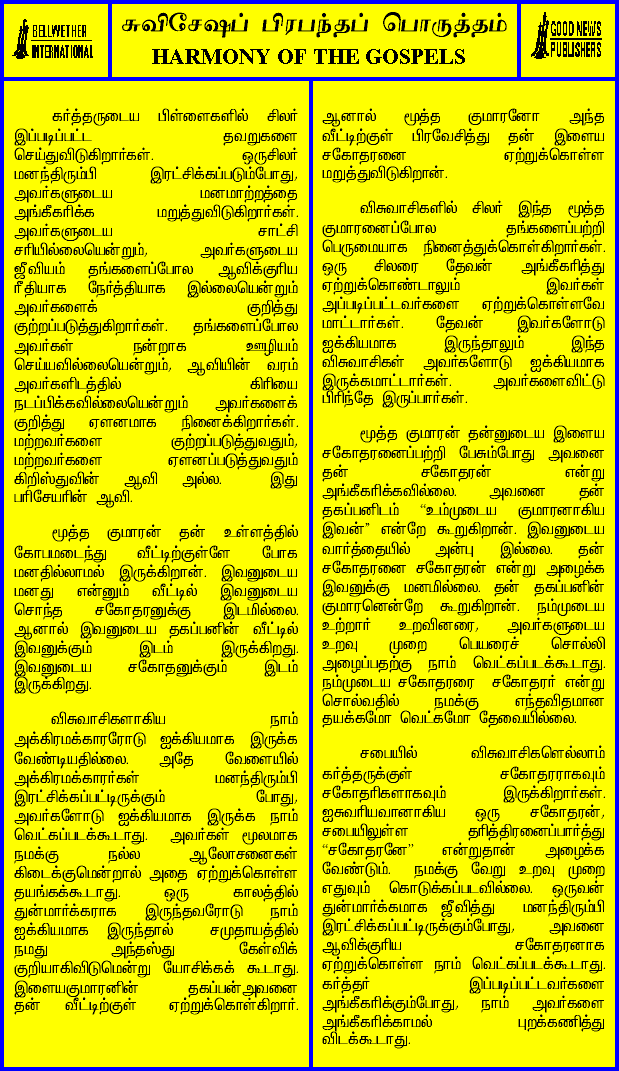 BELLWETHER
INTERNATIONAL
சுவிசேஷப் பிரபந்தப் பொருத்தம்
HARMONY OF THE GOSPELS
GOOD NEWS
PUBLISHERS
கர்த்தருடைய பிள்ளைகளில் சிலர்
இப்படிப்பட்ட தவறுகளை
செய்துவிடுகிறார்கள். ஒருசிலர்
மனந்திரும்பி இரட்சிக்கப்படும்போது,
அவர்களுடைய மனமாற்றத்தை
அங்கீகரிக்க மறுத்துவிடுகிறார்கள்.
அவர்களுடைய சாட்சி
சரியில்லையென்றும், அவர்களுடைய
ஜீவியம் தங்களைப்போல ஆவிக்குரிய
ரீதியாக நேர்த்தியாக இல்லையென்றும்
அவர்களைக் குறித்து
குற்றப்படுத்துகிறார்கள். தங்களைப்போல
அவர்கள் நன்றாக ஊழியம்
செய்யவில்லையென்றும், ஆவியின் வரம்
அவர்களிடத்தில் கிரியை
நடப்பிக்கவில்லையென்றும் அவர்களைக்
குறித்து ஏளனமாக நினைக்கிறார்கள்.
மற்றவர்களை குற்றப்படுத்துவதும்,
மற்றவர்களை ஏளனப்படுத்துவதும்
கிறிஸ்துவின் ஆவி அல்ல. இது
பரிசேயரின் ஆவி.
மூத்த குமாரன் தன் உள்ளத்தில்
கோபமடைந்து வீட்டிற்குள்ளே போக
மனதில்லாமல் இருக்கிறான். இவனுடைய
மனது என்னும் வீட்டில் இவனுடைய
சொந்த சகோதரனுக்கு இடமில்லை.
ஆனால் இவனுடைய தகப்பனின் வீட்டில்
இவனுக்கும் இடம் இருக்கிறது.
இவனுடைய சகோதனுக்கும் இடம்
இருக்கிறது.
விசுவாசிகளாகிய நாம்
அக்கிரமக்காரரோடு ஐக்கியமாக இருக்க
வேண்டியதில்லை. அதே வேளையில்
அக்கிரமக்காரர்கள் மனந்திரும்பி
இரட்சிக்கப்பட்டிருக்கும் போது,
அவர்களோடு ஐக்கியமாக இருக்க நாம்
வெட்கப்படக்கூடாது. அவர்கள் மூலமாக
நமக்கு நல்ல ஆலோசனைகள்
கிடைக்குமென்றால் அதை ஏற்றுக்கொள்ள
தயங்கக்கூடாது. ஒரு காலத்தில்
துன்மார்க்கராக இருந்தவரோடு நாம்
ஐக்கியமாக இருந்தால் சமுதாயத்தில்
நமது அந்தஸ்து கேள்விக்
குறியாகிவிடுமென்று யோசிக்கக் கூடாது.
இளையகுமாரனின் தகப்பன்அவனை
தன் வீட்டிற்குள் ஏற்றுக்கொள்கிறார்.
ஆனால் மூத்த குமாரனோ அந்த
வீட்டிற்குள் பிரவேசித்து தன் இளைய
சகோதரனை ஏற்றுக்கொள்ள
மறுத்துவிடுகிறான்.
விசுவாசிகளில் சிலர் இந்த மூத்த
குமாரனைப்போல தங்களைப்பற்றி
பெருமையாக நினைத்துக்கொள்கிறார்கள்.
ஒரு சிலரை தேவன் அங்கீகரித்து
ஏற்றுக்கொண்டாலும் இவர்கள்
அப்படிப்பட்டவர்களை ஏற்றுக்கொள்ளவே
மாட்டார்கள். தேவன் இவர்களோடு
ஐக்கியமாக இருந்தாலும் இந்த
விசுவாசிகள் அவர்களோடு ஐக்கியமாக
இருக்கமாட்டார்கள். அவர்களைவிட்டு
பிரிந்தே இருப்பார்கள்.
மூத்த குமாரன் தன்னுடைய இளைய
சகோதரனைப்பற்றி பேசும்போது அவனை
தன் சகோதரன் என்று
அங்கீகரிக்கவில்லை. அவனை தன்
தகப்பனிடம் “உம்முடைய குமாரனாகிய
இவன்” என்றே கூறுகிறான். இவனுடைய
வார்த்தையில் அன்பு இல்லை. தன்
சகோதரனை சகோதரன் என்று அழைக்க
இவனுக்கு மனமில்லை. தன் தகப்பனின்
குமாரனென்றே கூறுகிறான். நம்முடைய
உற்றார் உறவினரை, அவர்களுடைய
உறவு முறை பெயரைச் சொல்லி
அழைப்பதற்கு நாம் வெட்கப்படக்கூடாது.
நம்முடைய சகோதரரை சகோதரர் என்று
சொல்வதில் நமக்கு எந்தவிதமான
தயக்கமோ வெட்கமோ தேவையில்லை.
சபையில் விசுவாசிகளெல்லாம்
கர்த்தருக்குள் சகோதரராகவும்
சகோதரிகளாகவும் இருக்கிறார்கள்.
ஐசுவரியவானாகிய ஒரு சகோதரன்,
சபையிலுள்ள தரித்திரனைப்பார்த்து
“சகோதரனே” என்றுதான் அழைக்க
வேண்டும். நமக்கு வேறு உறவு முறை
எதுவும் கொடுக்கப்படவில்லை. ஒருவன்
துன்மார்க்கமாக ஜீவித்து மனந்திரும்பி
இரட்சிக்கப்பட்டிருக்கும்போது, அவனை
ஆவிக்குரிய சகோதரனாக
ஏற்றுக்கொள்ள நாம் வெட்கப்படக்கூடாது.
கர்த்தர் இப்படிப்பட்டவர்களை
அங்கீகரிக்கும்போது, நாம் அவர்களை
அங்கீகரிக்காமல் புறக்கணித்து
விடக்கூடாது.